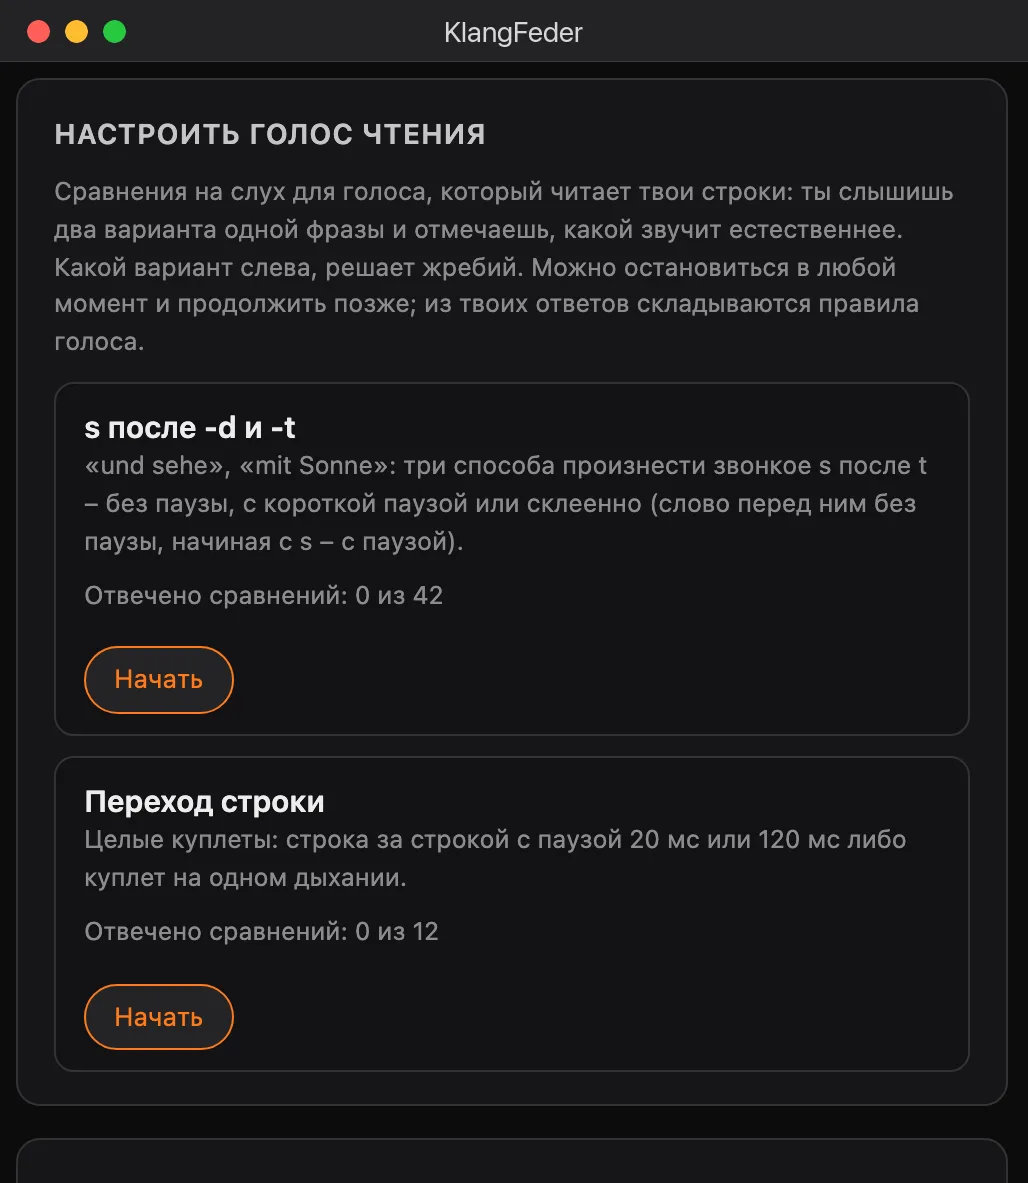 KlangFeder
НАСТРОИТЬ ГОЛОС ЧТЕНИЯ
Сравнения на слух для голоса, который читает твои строки: ты слышишь
два варианта одной фразы и отмечаешь, какой звучит естественнее.
Какой вариант слева, решает жребий. Можно остановиться в любой
момент и продолжить позже; из твоих ответов складываются правила
голоса.
s после -d и -t
«und sehe», «mit Sonne»: три способа произнести звонкое s после t
– без паузы, с короткой паузой или склеенно (слово перед ним без
паузы, начиная с s – с паузой).
Отвечено сравнений: 0 из 42
Начать
Переход строки
Целые куплеты: строка за строкой с паузой 20 мс или 120 мс либо
куплет на одном дыхании.
Отвечено сравнений: 0 из 12
Начать